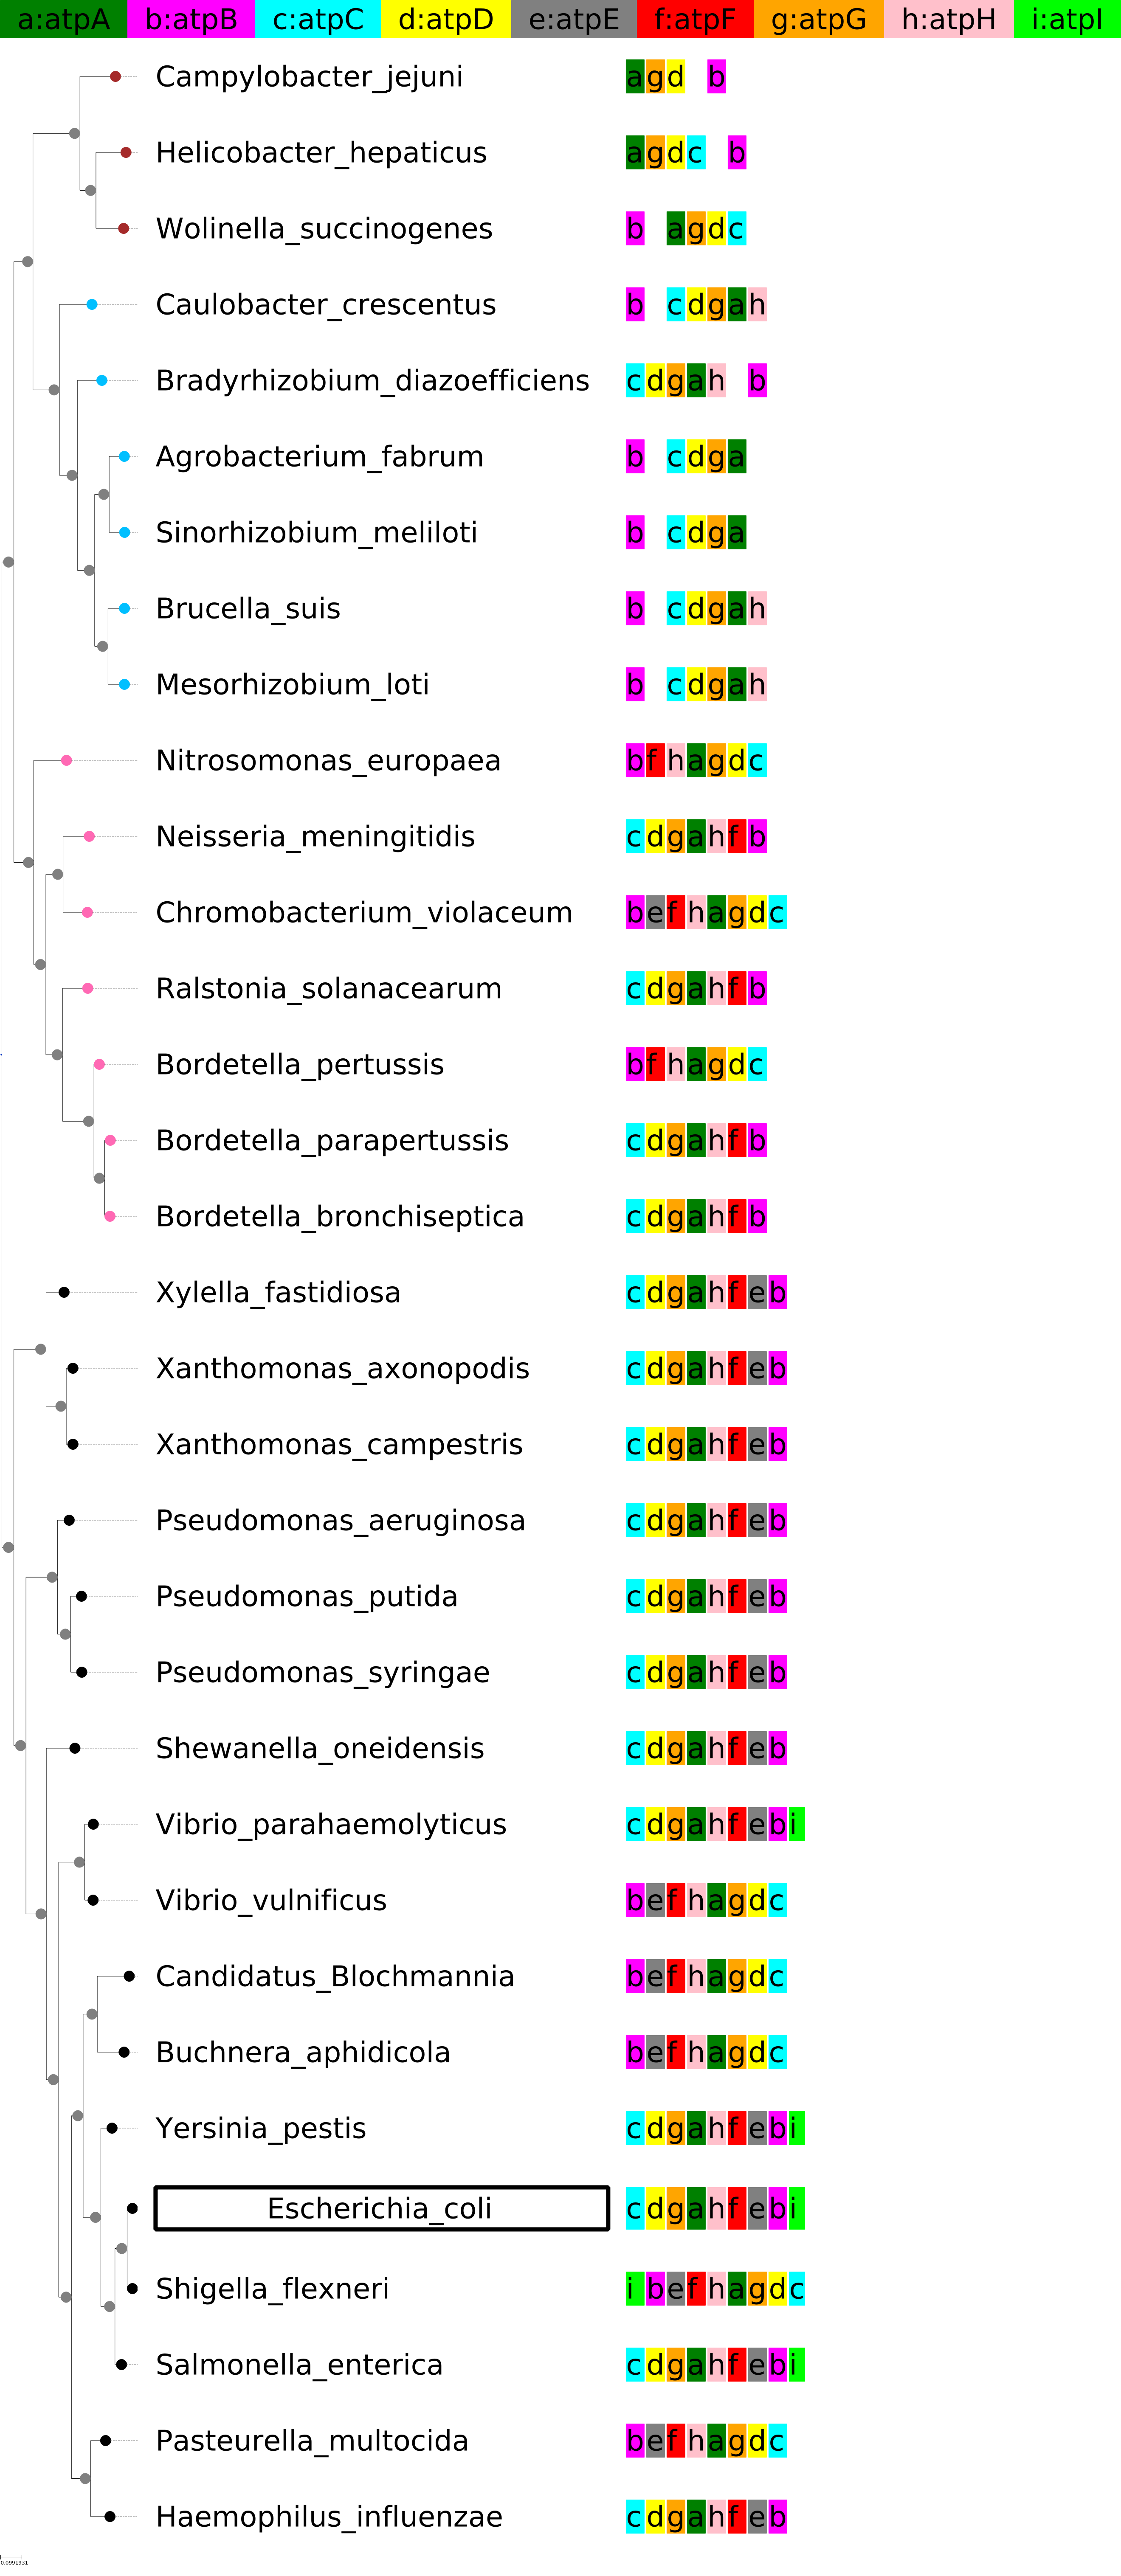 a:atpA b:atpB c:atpC d:atpD e:atpE f:atpF g:atpG h:atpH i:atpI
Campylobacter_jejuni a g d b
Helicobacter_hepaticus a g d c b
Wolinella_succinogenes b a g d c
Caulobacter_crescentus b c d g a h
Bradyrhizobium_diazoefficiens c d g a h b
Agrobacterium_fabrum b c d g a
Sinorhizobium_meliloti b c d g a
Brucella_suis b c d g a h
Mesorhizobium_loti b c d g a h
Nitrosomonas_europaea b f h a g d c
Neisseria_meningitidis c d g a h f b
Chromobacterium_violaceum b e f h a g d c
Ralstonia_solanacearum c d g a h f b
Bordetella_pertussis b f h a g d c
Bordetella_parapertussis c d g a h f b
Bordetella_bronchiseptica c d g a h f b
Xylella_fastidiosa c d g a h f e b
Xanthomonas_axonopodis c d g a h f e b
Xanthomonas_campestris c d g a h f e b
Pseudomonas_aeruginosa c d g a h f e b
Pseudomonas_putida c d g a h f e b
Pseudomonas_syringae c d g a h f e b
Shewanella_oneidensis c d g a h f e b
Vibrio_parahaemolyticus c d g a h f e b i
Vibrio_vulnificus b e f h a g d c
Candidatus_Blochmannia b e f h a g d c
Buchnera_aphidicola b e f h a g d c
Yersinia_pestis c d g a h f e b i
Escherichia_coli c d g a h f e b i
Shigella_flexneri i b e f h a g d c
Salmonella_enterica c d g a h f e b i
Pasteurella_multocida b e f h a g d c
Haemophilus_influenzae c d g a h f e b
0.0991931